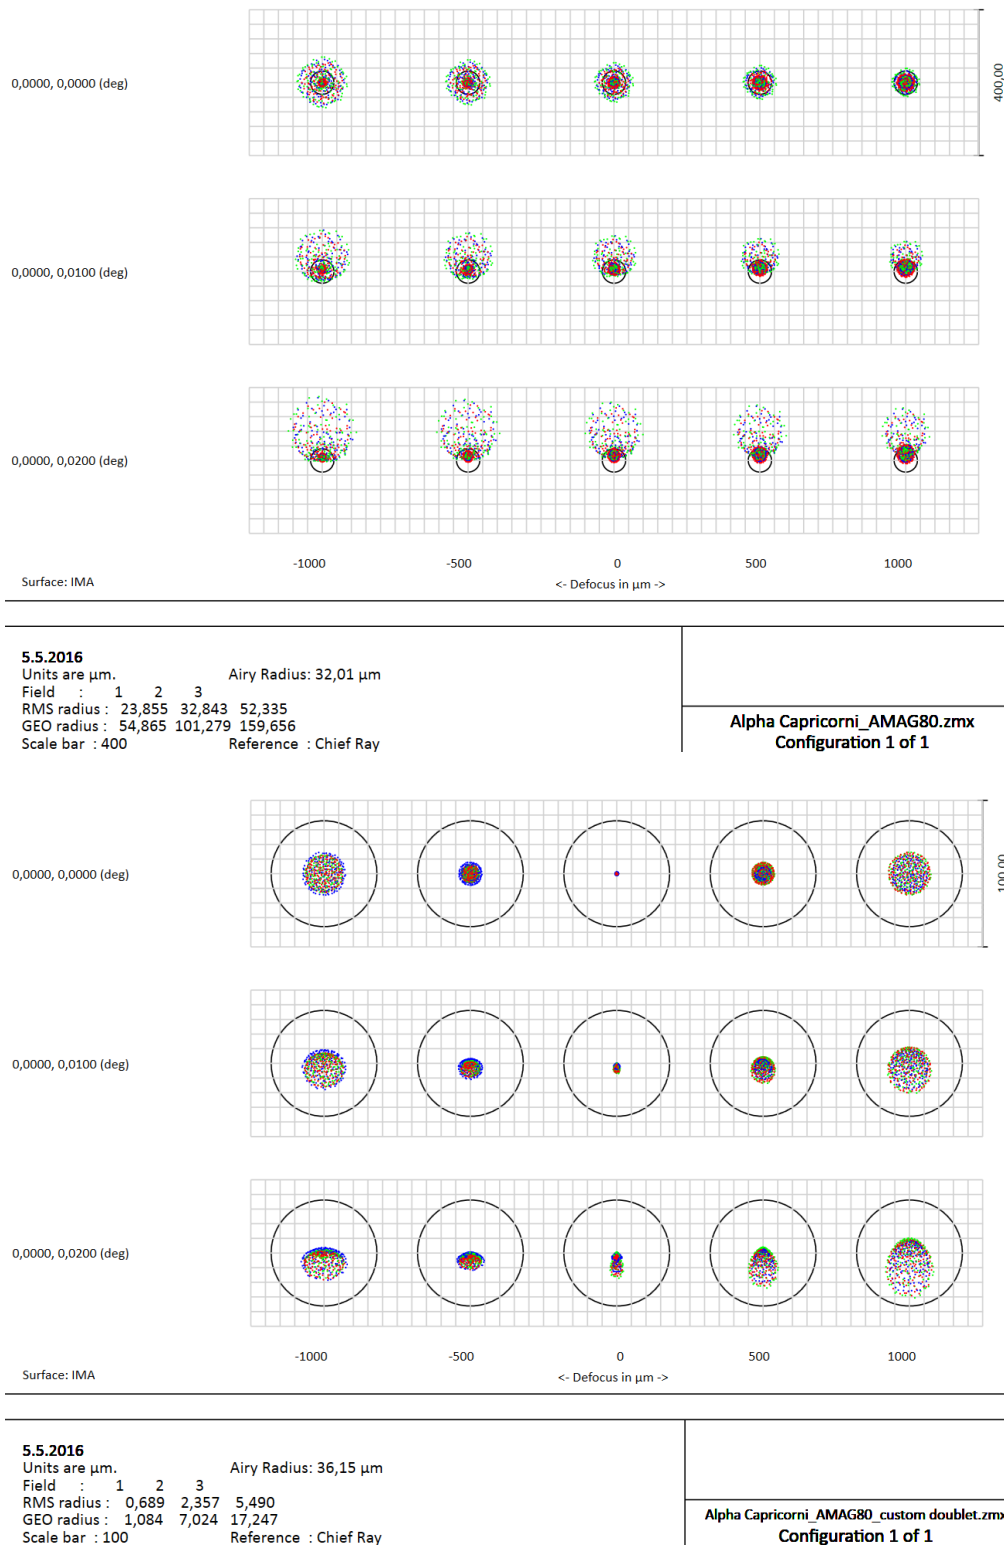 0,0000, 0,0000 (deg)
400,00
0,0000, 0,0100 (deg)
0,0000, 0,0200 (deg)
-1000 -500 0 500 1000
Surface: IMA
<- Defocus in µm ->
5.5.2016
Units are µm. Airy Radius: 32,01 µm
Field : 1 2 3
RMS radius : 23,855 32,843 52,335
GEO radius : 54,865 101,279 159,656
Scale bar : 400 Reference : Chief Ray
Alpha Capricorni_AMAG80.zmx
Configuration 1 of 1
0,0000, 0,0000 (deg)
100,00
0,0000, 0,0100 (deg)
0,0000, 0,0200 (deg)
-1000 -500 0 500 1000
Surface: IMA
<- Defocus in µm ->
5.5.2016
Units are µm. Airy Radius: 36,15 µm
Field : 1 2 3
RMS radius : 0,689 2,357 5,490
GEO radius : 1,084 7,024 17,247
Scale bar : 100 Reference : Chief Ray
Alpha Capricorni_AMAG80_custom doublet.zmx
Configuration 1 of 1